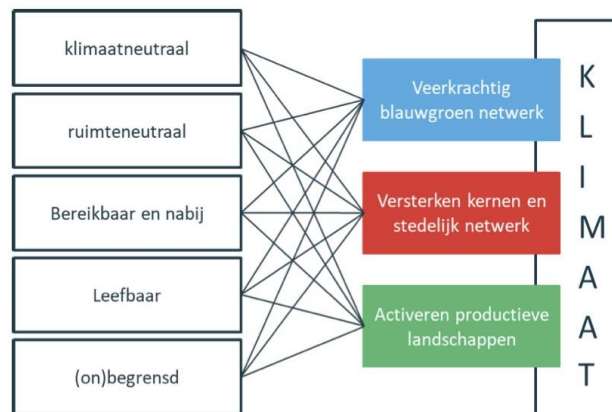 klimaatneutraal
ruimteneutraal
Bereikbaar en nabij
Leefbaar
(on)begrensd
Veerkrachtig
blauwgroen netwerk
Versterken kernen en
stedelijk netwerk
Activeren productieve
landschappen
KLIMAAT